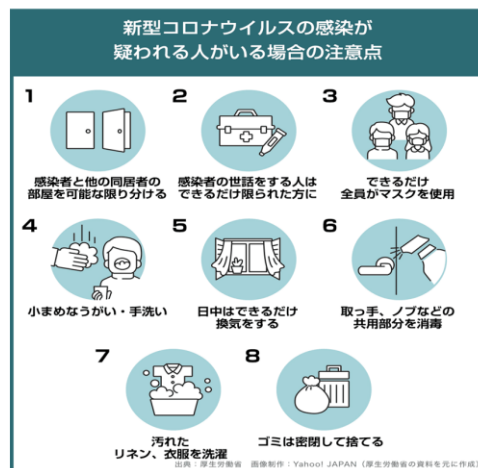 新型コロナウイルスの感染が
疑われる人がいる場合の注意点
1
感染者と他の同居者の
部屋を可能な限り分ける
2
感染者の世話をする人は
できるだけ限られた方に
3
できるだけ
全員がマスクを使用
4
小まめなうがい・手洗い
5
日中はできるだけ
換気をする
6
取っ手、ノブなどの
共用部分を消毒
7
汚れた
リネン、衣服を洗濯
8
ゴミは密閉して捨てる
出典:厚生労働省 画像制作:Yahoo! JAPAN(厚生労働省の資料を元に作成)